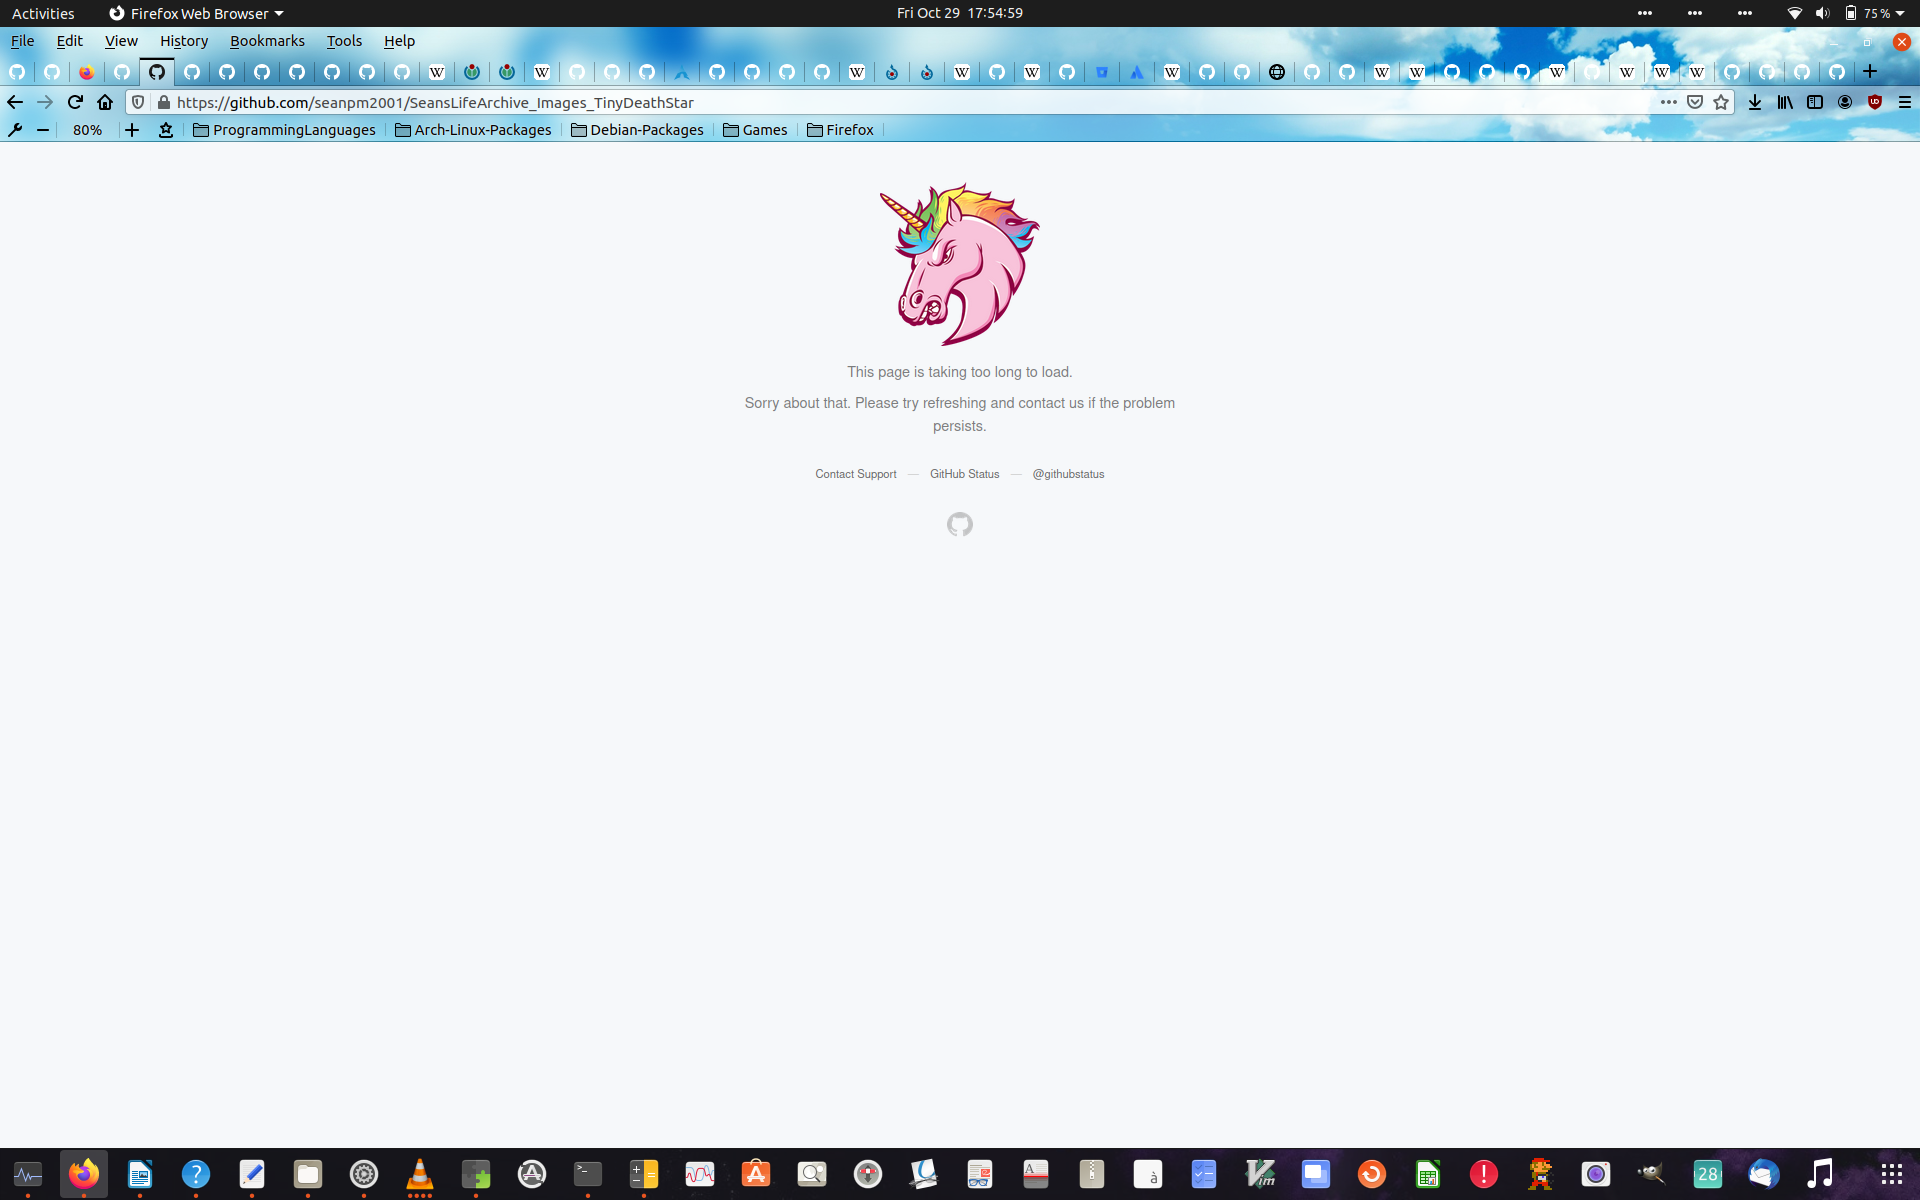 Activities Firefox Web Browser Fri Oct 29 17:54:59 75 %
File Edit View History Bookmarks Tools Help
https://github.com/seanpm2001/SeansLifeArchive_Images_TinyDeathStar
80% ProgrammingLanguages Arch-Linux-Packages Debian-Packages Games Firefox
This page is taking too long to load.
Sorry about that. Please try refreshing and contact us if the problem
persists.
Contact Support — GitHub Status — @githubstatus
28